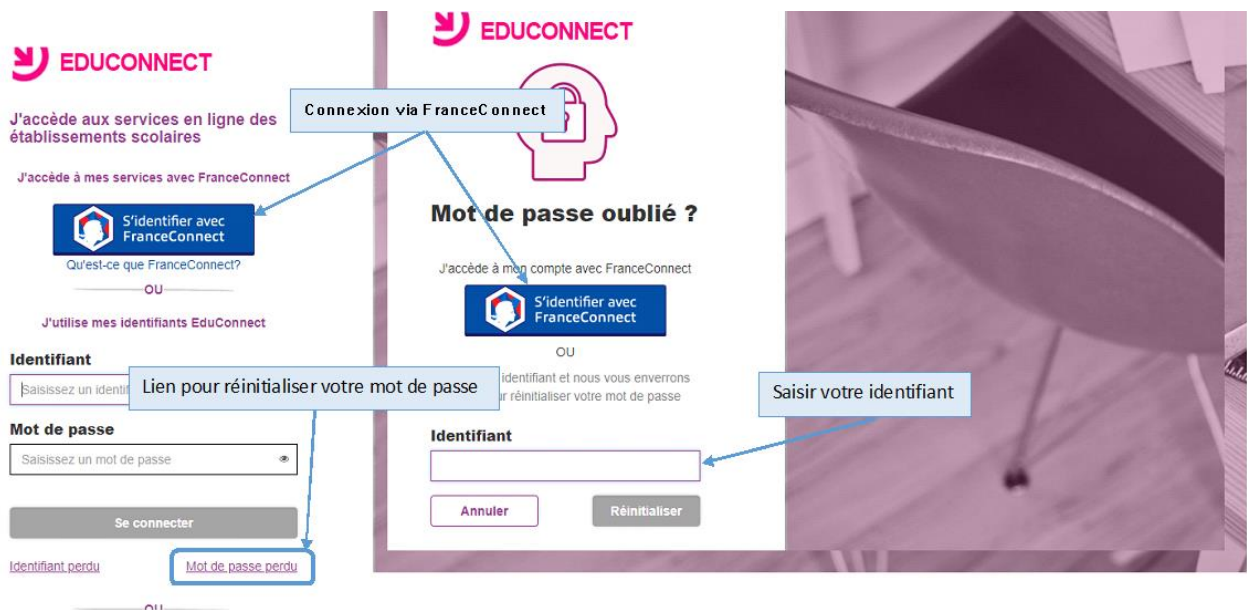 EDUCONNECT
J'accède aux services en ligne des
établissements scolaires
J'accède à mes services avec FranceConnect
S'identifier avec
FranceConnect
Qu'est-ce que FranceConnect?
OU
J'utilise mes identifiants EduConnect
Identifiant
Saisissez un
Mot de passe
Saisissez un mot de passe
Se connecter
Identifiant perdu
Mot de passe perdu
OU
Connexion via FranceConnect
Lien pour réinitialiser votre mot de passe
EDUCONNECT
Mot de passe oublié ?
J'accède à mon compte avec FranceConnect
S'identifier avec
FranceConnect
OU
identifiant et nous vous enverrons
réinitialiser votre mot de passe
Saisir votre identifiant
Identifiant
Annuler
Réinitialiser